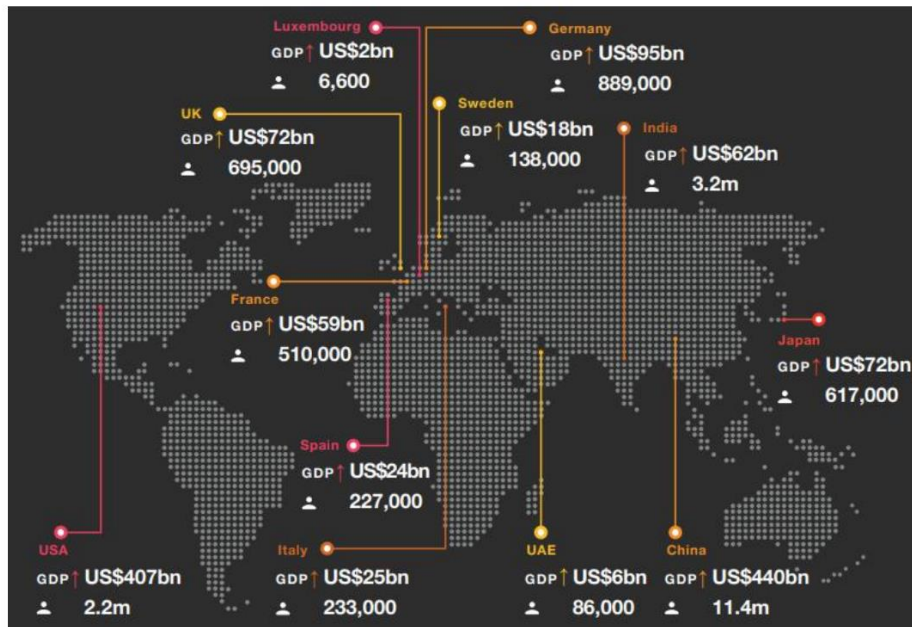 Luxembourg
GDP↑ US$2bn
6,600
Germany
GDP↑ US$95bn
889,000
UK
GDP↑ US$72bn
695,000
Sweden
GDP↑ US$18bn
138,000
India
GDP↑ US$62bn
3.2m
France
GDP↑ US$59bn
510,000
Japan
GDP↑ US$72bn
617,000
Spain
GDP↑ US$24bn
227,000
USA
GDP↑ US$407bn
2.2m
Italy
GDP↑ US$25bn
233,000
UAE
GDP↑ US$6bn
86,000
China
GDP↑ US$440bn
11.4m